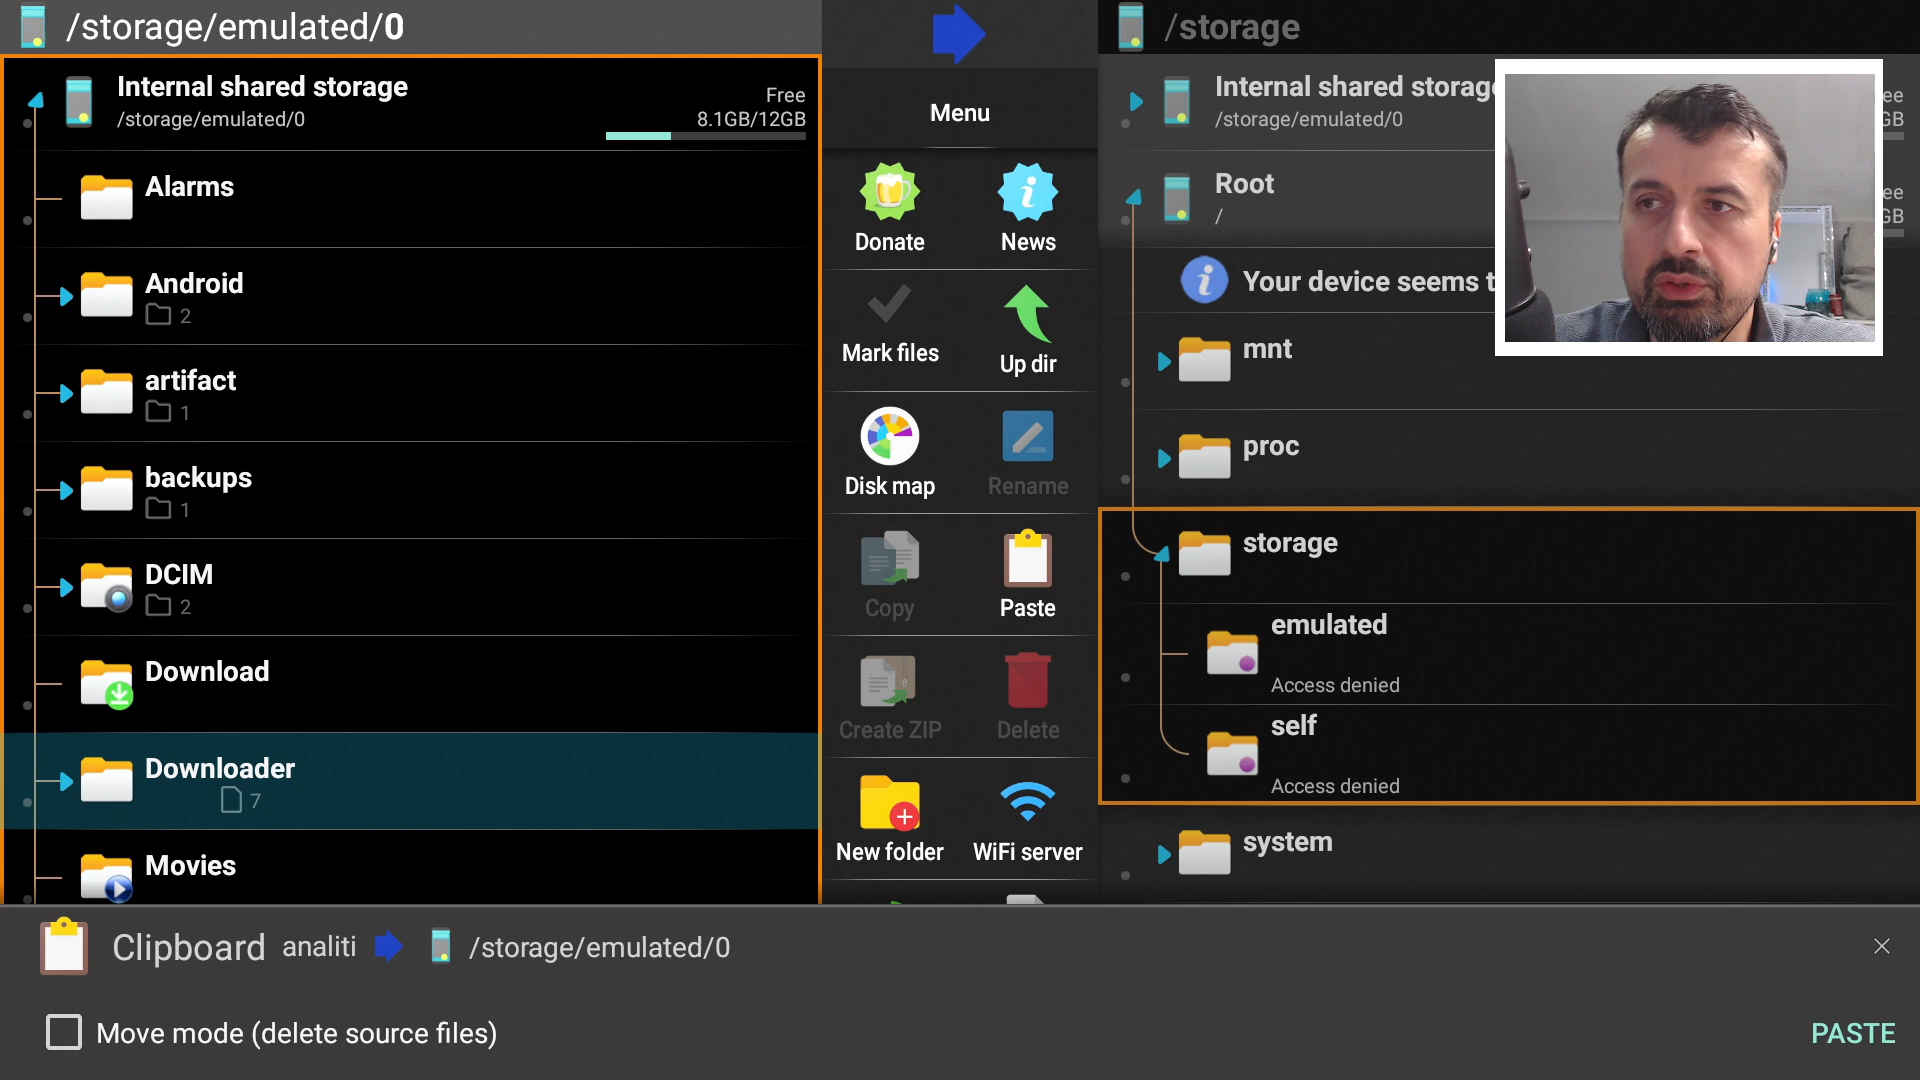 /storage/emulated/0
Internal shared storage
/storage/emulated/0
Free
8.1GB/12GB
Alarms
Android
2
artifact
1
backups
1
DCIM
2
Download
Downloader
7
Movies
Menu
Donate
News
Mark files
Up dir
Disk map
Rename
Copy
Paste
Create ZIP
Delete
New folder
WiFi server
/storage
Internal shared storag
/storage/emulated/0
ee
GB
Root
/
ee
GB
Your device seems t
mnt
proc
storage
emulated
Access denied
self
Access denied
system
Clipboard analiti /storage/emulated/0
Move mode (delete source files)
PASTE